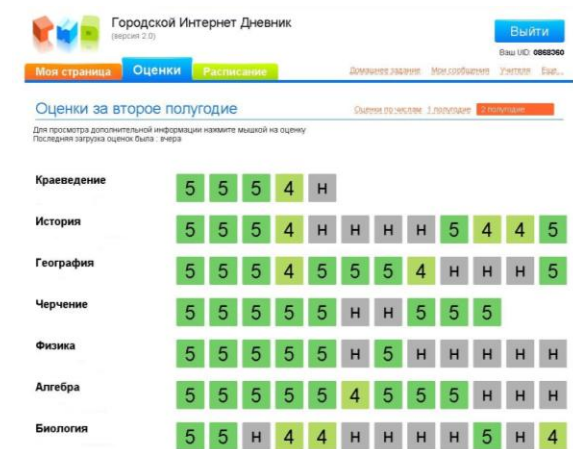 Городской Интернет Дневник
(версия 2.0)
Выйти
Ваш UID: 0868360
Моя страница Оценки Расписание Домашнее задание Мои сообщения Учителя Еще...
Оценки за второе полугодие Оценки по числам 1 полугодие 2 полугодие
Для просмотра дополнительной информации нажмите мышкой на оценку
Последняя загрузка оценок была : вчера
Краеведение 5 5 5 4 н
История 5 5 5 4 н н н н 5 4 4 5
География 5 5 5 4 5 5 5 4 н н н 5
Черчение 5 5 5 5 5 н н 5 5 5
Физика 5 5 5 5 5 н 5 н н н н н
Алгебра 5 5 5 5 5 4 5 5 5 н н н
Биология 5 5 н 4 4 н н н н 5 н 4